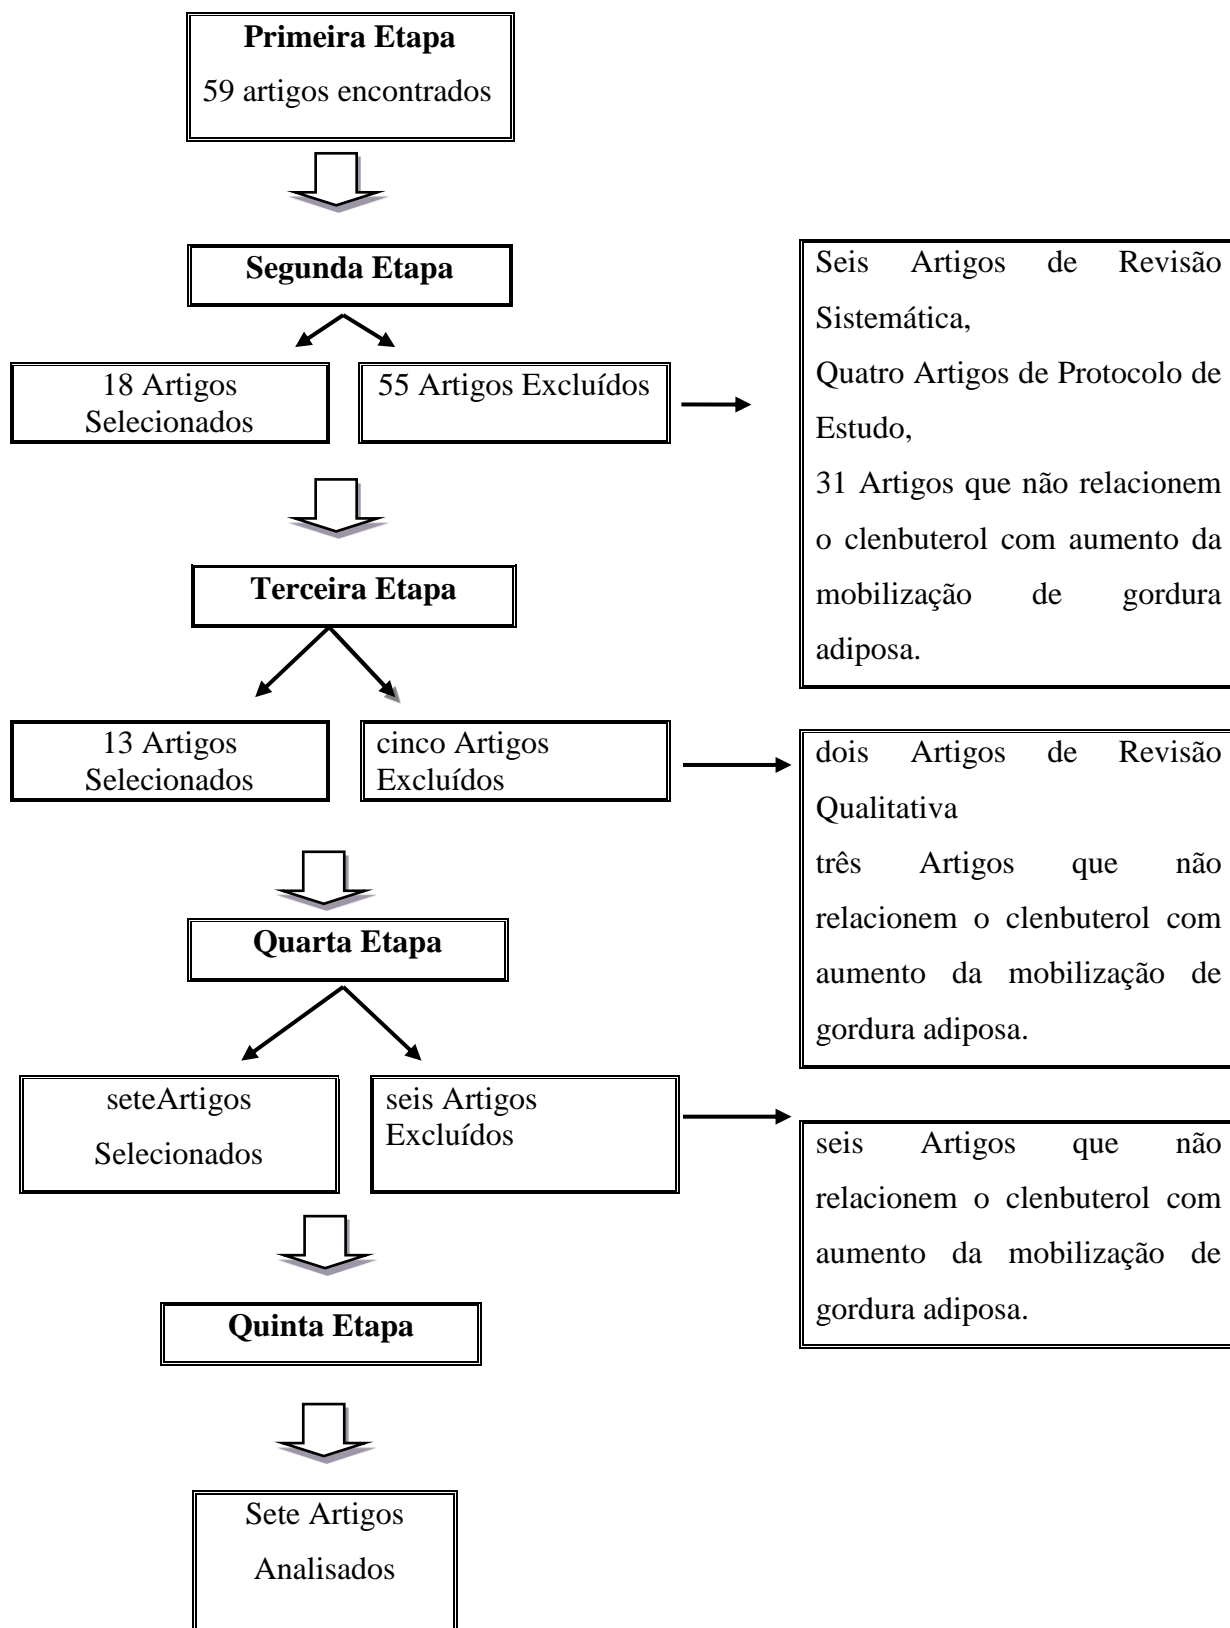 Primeira Etapa
59 artigos encontrados
Segunda Etapa
18 Artigos
Selecionados
55 Artigos Excluídos
Seis Artigos de Revisão
Sistemática,
Quatro Artigos de Protocolo de
Estudo,
31 Artigos que não relacionem
o clenbuterol com aumento da
mobilização de gordura
adiposa.
Terceira Etapa
13 Artigos
Selecionados
cinco Artigos
Excluídos
dois Artigos de Revisão
Qualitativa
três Artigos que não
relacionem o clenbuterol com
aumento da mobilização de
gordura adiposa.
Quarta Etapa
seteArtigos
Selecionados
seis Artigos
Excluídos
seis Artigos que não
relacionem o clenbuterol com
aumento da mobilização de
gordura adiposa.
Quinta Etapa
Sete Artigos
Analisados